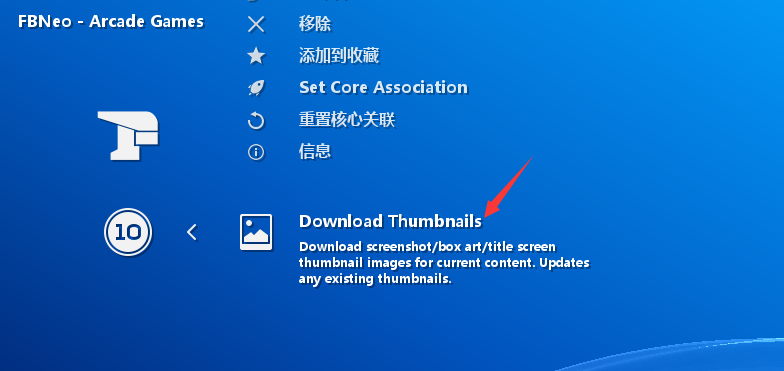 FBNeo - Arcade Games
移除
添加到收藏
Set Core Association
重置核心关联
信息
10
Download Thumbnails
Download screenshot/box art/title screen
thumbnail images for current content. Updates
any existing thumbnails.